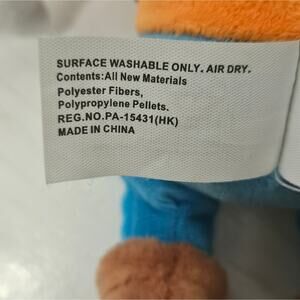 SURFACE WASHABLE ONLY. AIR DRY.
Contents:All New Materials
Polyester Fibers,
Polypropylene Pellets.
REG.NO.PA-15431(HK)
MADE IN CHINA